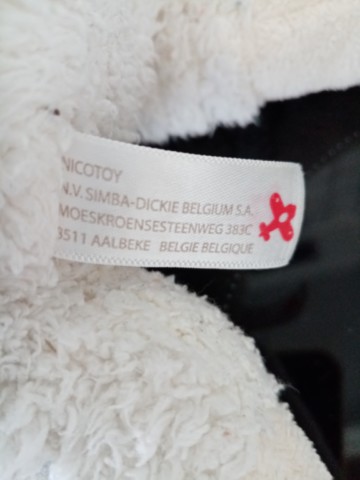 NICOTOY
N.V. SIMBA-DICKIE BELGIUM S.A.
MOESKROENSESTEENWEG 383C
8511 AALBEKE BELGIE BELGIQUE